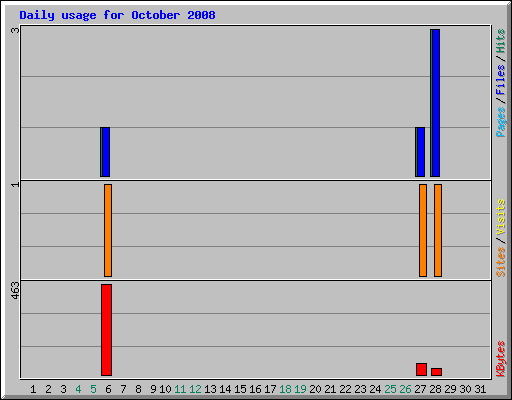 Daily usage for October 2008
3
1
463
Pages / Files / Hits
Sites / Visits
KBytes
1 2 3 4 5 6 7 8 9 10 11 12 13 14 15 16 17 18 19 20 21 22 23 24 25 26 27 28 29 30 31